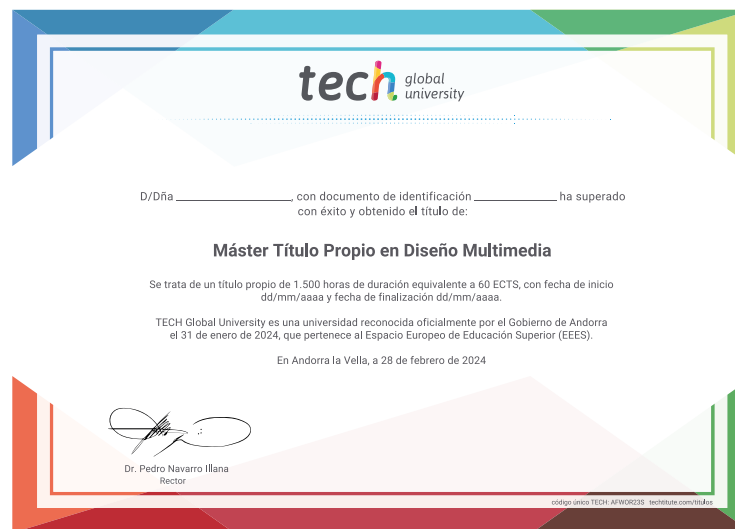 tech global university
D/Dña ________________, con documento de identificación ____________ ha superado
con éxito y obtenido el título de:
Máster Título Propio en Diseño Multimedia
Se trata de un título propio de 1.500 horas de duración equivalente a 60 ECTS, con fecha de inicio
dd/mm/aaaa y fecha de finalización dd/mm/aaaa.
TECH Global University es una universidad reconocida oficialmente por el Gobierno de Andorra
el 31 de enero de 2024, que pertenece al Espacio Europeo de Educación Superior (EEES).
En Andorra la Vella, a 28 de febrero de 2024
Dr. Pedro Navarro Illana
Rector
código único TECH: AFWOR23S techtitute.com/titulos